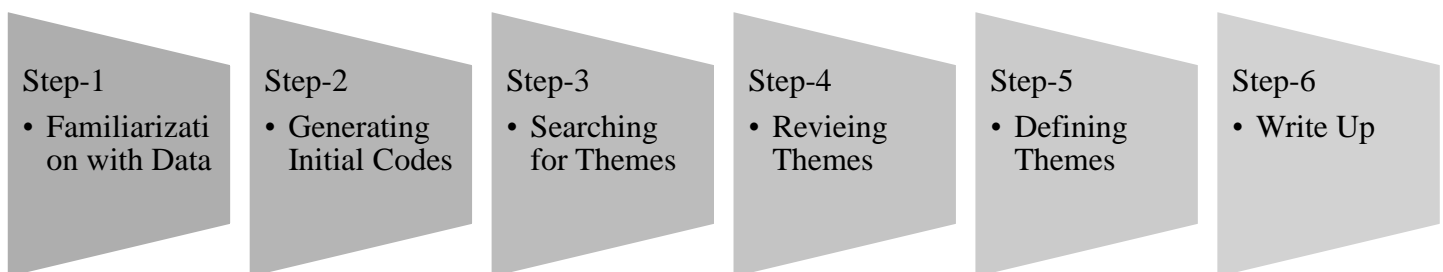 Step-1
• Familiarizati
on with Data
Step-2
• Generating
Initial Codes
Step-3
• Searching
for Themes
Step-4
• Revieing
Themes
Step-5
• Defining
Themes
Step-6
• Write Up